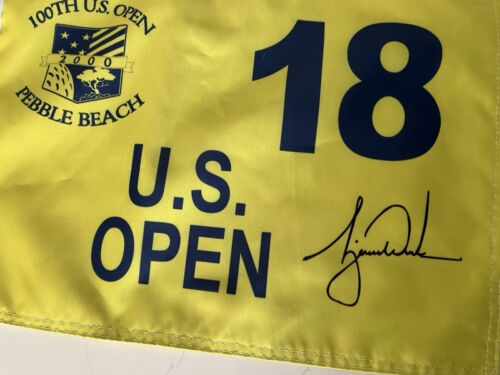 100TH U.S. OPEN
2000
PEBBLE BEACH
18
U.S.
OPEN